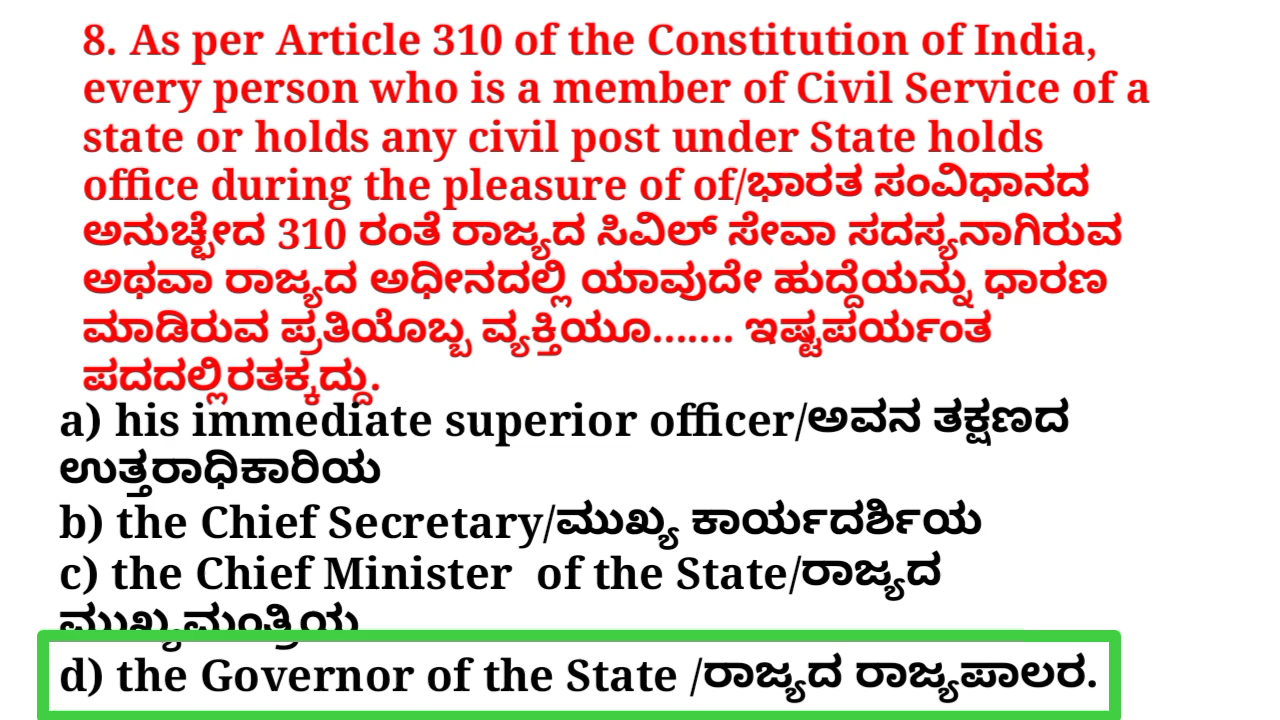 8. As per Article 310 of the Constitution of India,
every person who is a member of Civil Service of a
state or holds any civil post under State holds
office during the pleasure of of/ಭಾರತ ಸಂವಿಧಾನದ
ಅನುಚ್ಛೇದ 310 ರಂತೆ ರಾಜ್ಯದ ಸಿವಿಲ್ ಸೇವಾ ಸದಸ್ಯನಾಗಿರುವ
ಅಥವಾ ರಾಜ್ಯದ ಅಧೀನದಲ್ಲಿ ಯಾವುದೇ ಹುದ್ದೆಯನ್ನು ಧಾರಣ
ಮಾಡಿರುವ ಪ್ರತಿಯೊಬ್ಬ ವ್ಯಕ್ತಿಯೂ....... ಇಷ್ಟಪರ್ಯಂತ
ಪದದಲ್ಲಿರತಕ್ಕದ್ದು.
a) his immediate superior officer/ಅವನ ತಕ್ಷಣದ
ಉತ್ತರಾಧಿಕಾರಿಯ
b) the Chief Secretary/ಮುಖ್ಯ ಕಾರ್ಯದರ್ಶಿಯ
c) the Chief Minister  of the State/ರಾಜ್ಯದ
ಮುಖ್ಯಮಂತ್ರಿಯ
d) the Governor of the State /ರಾಜ್ಯದ ರಾಜ್ಯಪಾಲರ.